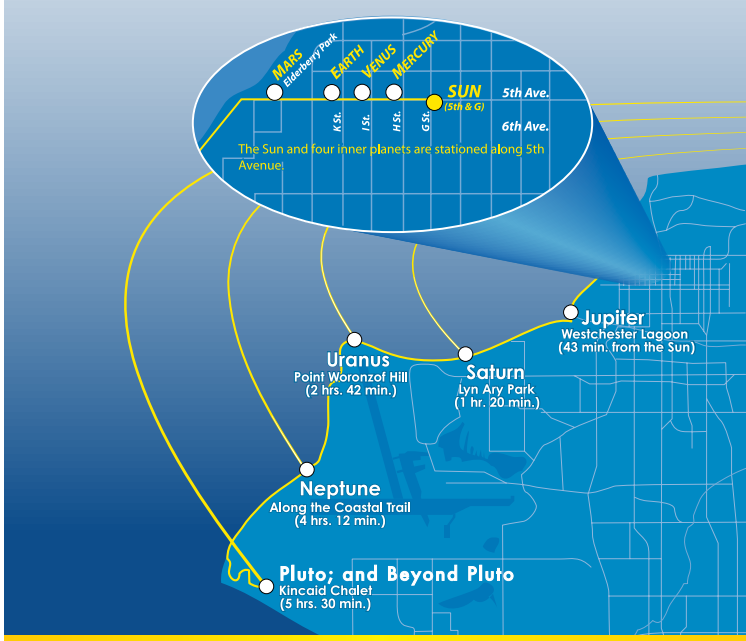 MARS
Elderberry Park
EARTH
VENUS
MERCURY
SUN
(5th & G)
5th Ave.
K St.
I St.
H St.
G St.
6th Ave.
The Sun and four inner planets are stationed along 5th
Avenue.
Jupiter
Westchester Lagoon
(43 min. from the Sun)
Uranus
Point Woronzof Hill
(2 hrs. 42 min.)
Saturn
Lyn Ary Park
(1 hr. 20 min.)
Neptune
Along the Coastal Trail
(4 hrs. 12 min.)
Pluto; and Beyond Pluto
Kincaid Chalet
(5 hrs. 30 min.)